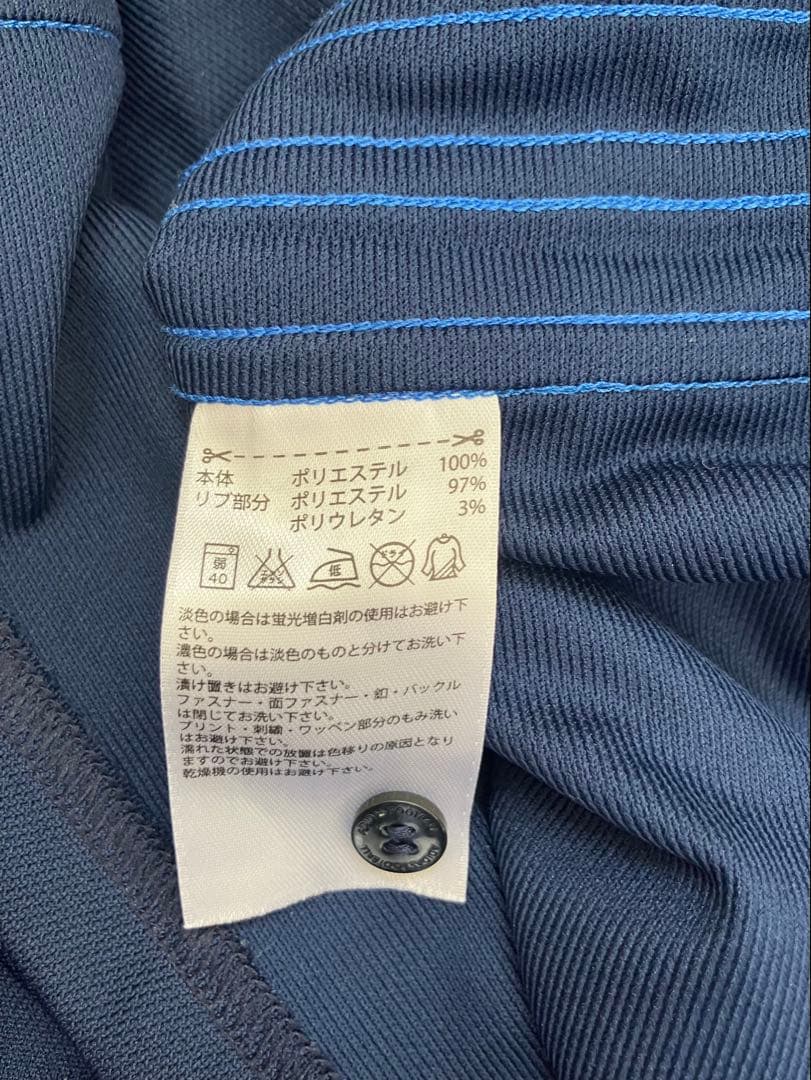 本体 ポリエステル 100%
リブ部分 ポリエステル 97%
ポリウレタン 3%
弱 40 低 ドライ
淡色の場合は蛍光増白剤の使用はお避け下
さい。
濃色の場合は淡色のものと分けてお洗い下
さい。
漬け置きはお避け下さい。
ファスナー・面ファスナー・釦・バックル
は閉じてお洗い下さい。
プリント・刺繍・ワッペン部分のもみ洗い
はお避け下さい。
濡れた状態での放置は色移りの原因となり
ますのでお避け下さい。
乾燥機の使用はお避け下さい。